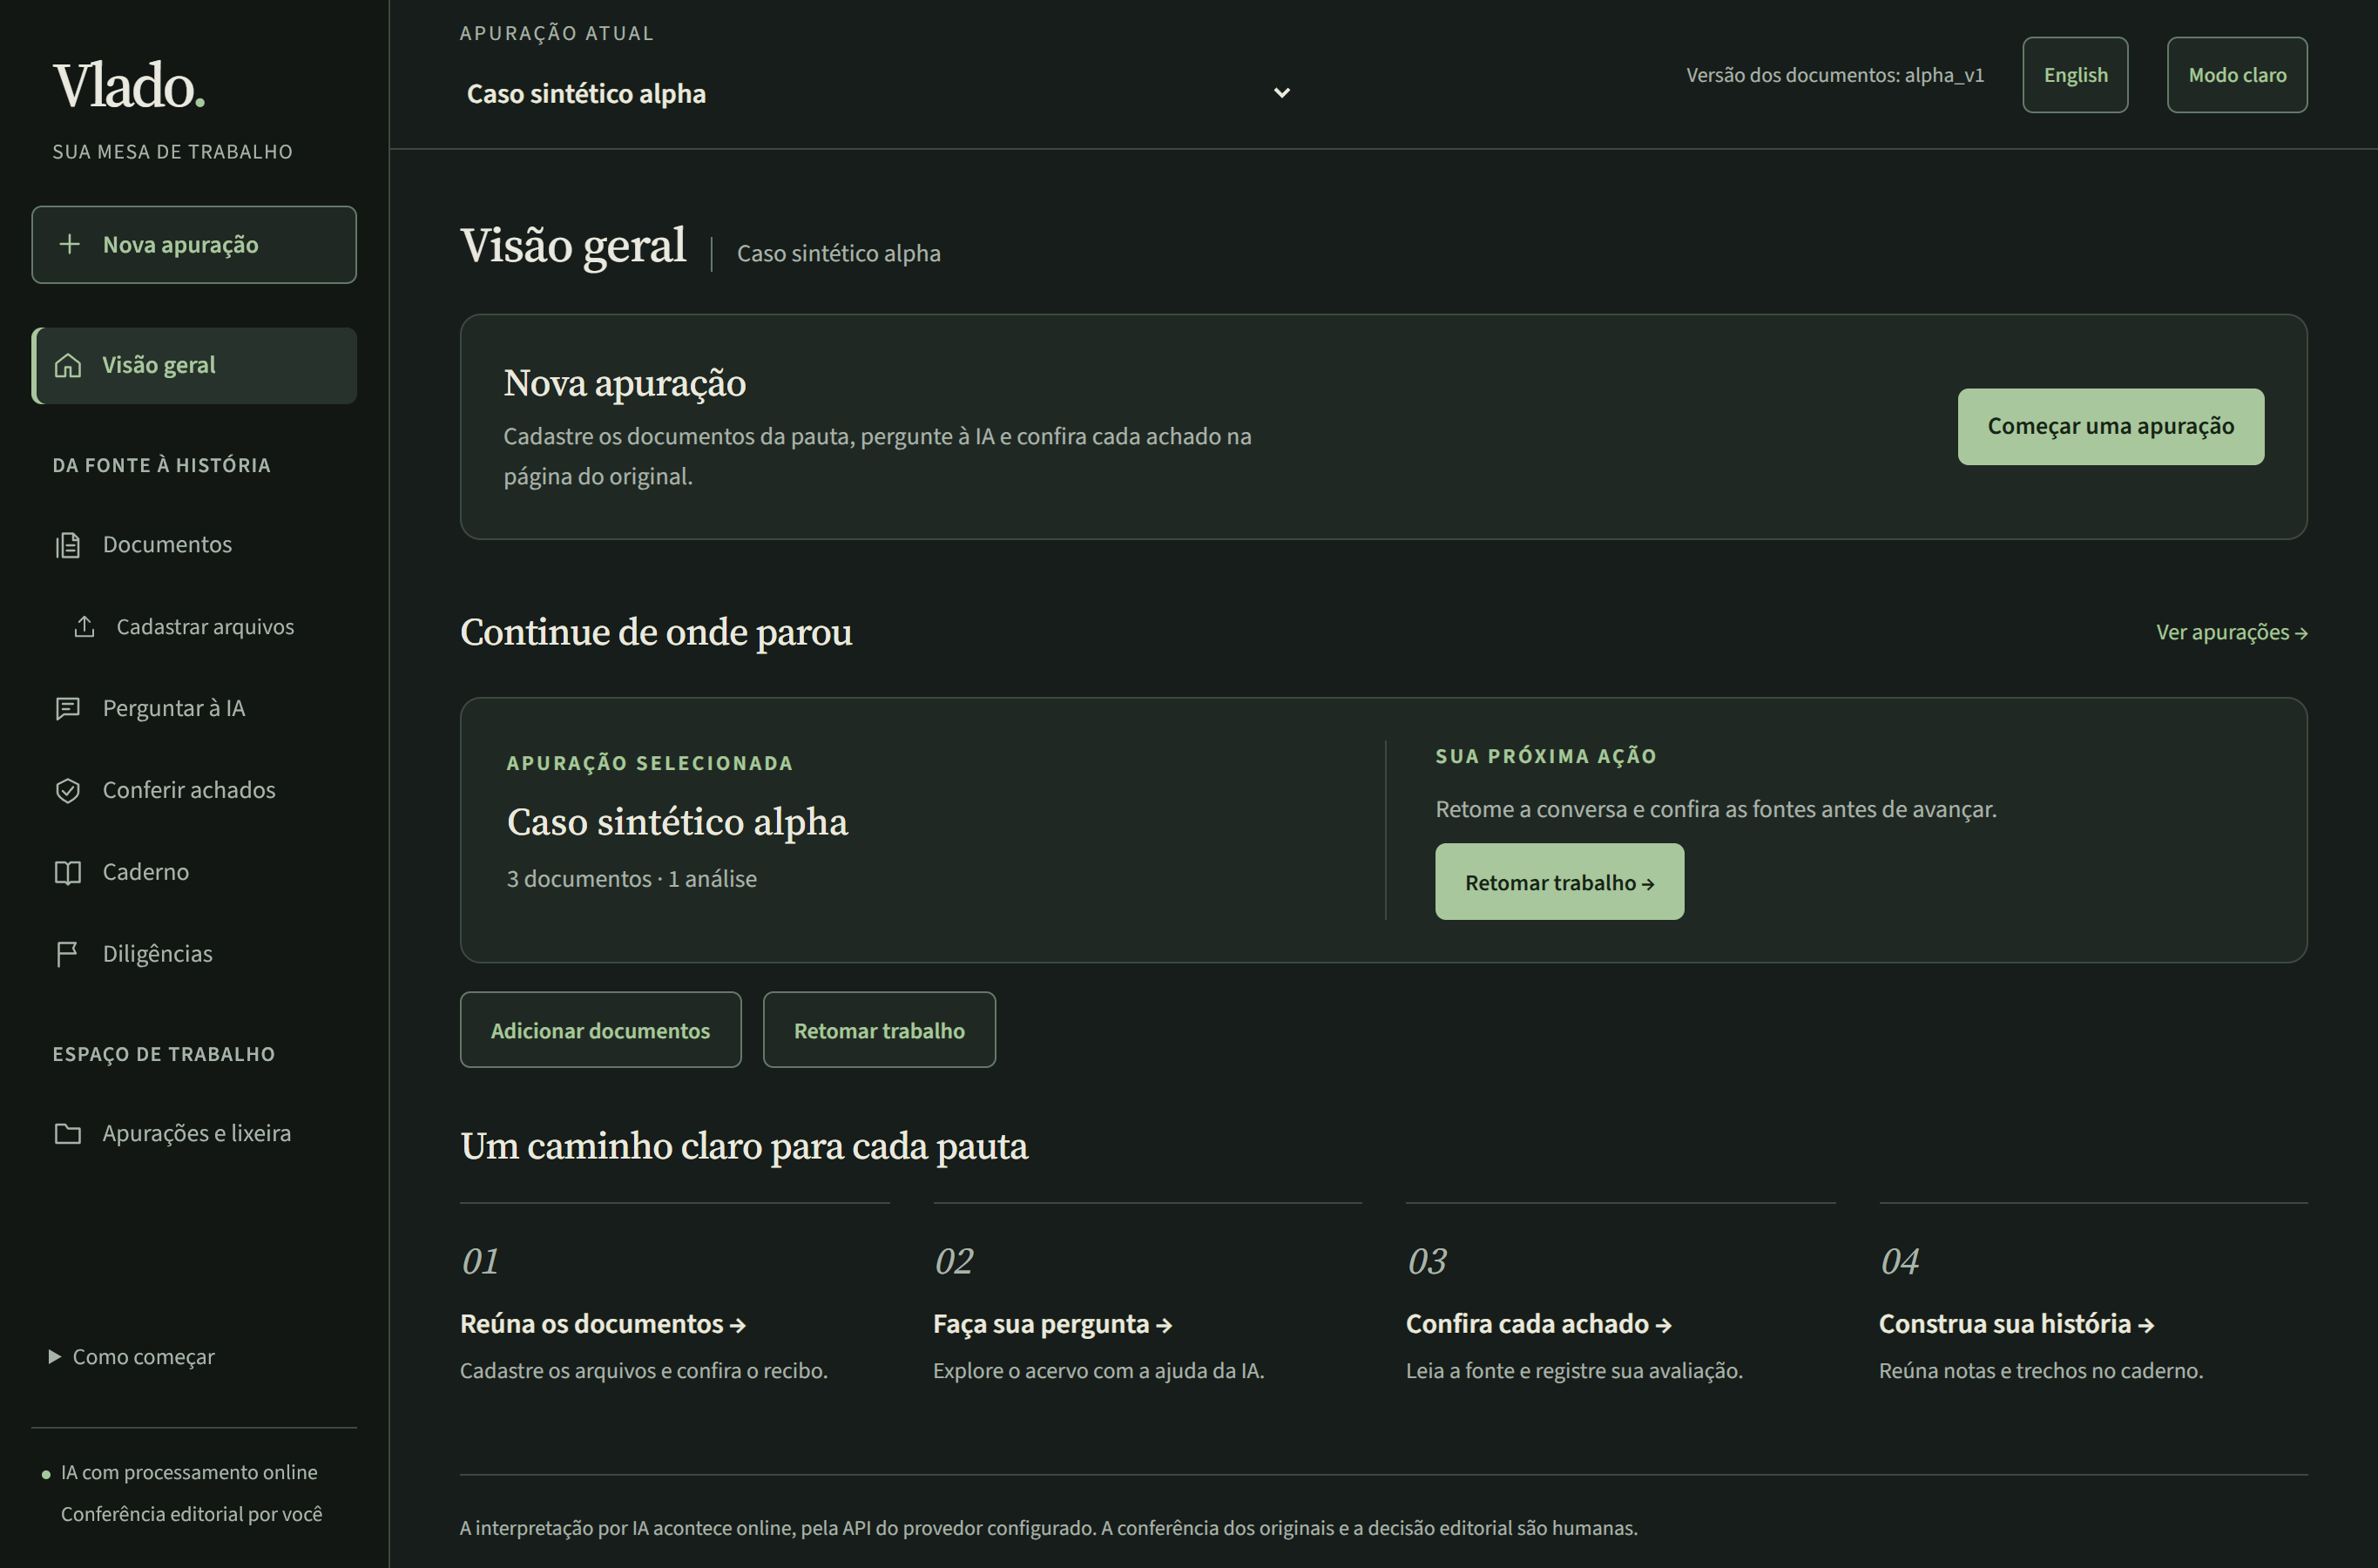 Vlado.
SUA MESA DE TRABALHO
Nova apuração
Visão geral
DA FONTE À HISTÓRIA
Documentos
Cadastrar arquivos
Perguntar à IA
Conferir achados
Caderno
Diligências
ESPAÇO DE TRABALHO
Apurações e lixeira
Como começar
IA com processamento online
Conferência editorial por você
APURAÇÃO ATUAL
Caso sintético alpha
Versão dos documentos: alpha_v1
English
Modo claro
Visão geral
Caso sintético alpha
Nova apuração
Cadastre os documentos da pauta, pergunte à IA e confira cada achado na
página do original.
Começar uma apuração
Continue de onde parou
Ver apurações →
APURAÇÃO SELECIONADA
Caso sintético alpha
3 documentos · 1 análise
SUA PRÓXIMA AÇÃO
Retome a conversa e confira as fontes antes de avançar.
Retomar trabalho →
Adicionar documentos
Retomar trabalho
Um caminho claro para cada pauta
01
Reúna os documentos →
Cadastre os arquivos e confira o recibo.
02
Faça sua pergunta →
Explore o acervo com a ajuda da IA.
03
Confira cada achado →
Leia a fonte e registre sua avaliação.
04
Construa sua história →
Reúna notas e trechos no caderno.
A interpretação por IA acontece online, pela API do provedor configurado. A conferência dos originais e a decisão editorial são humanas.